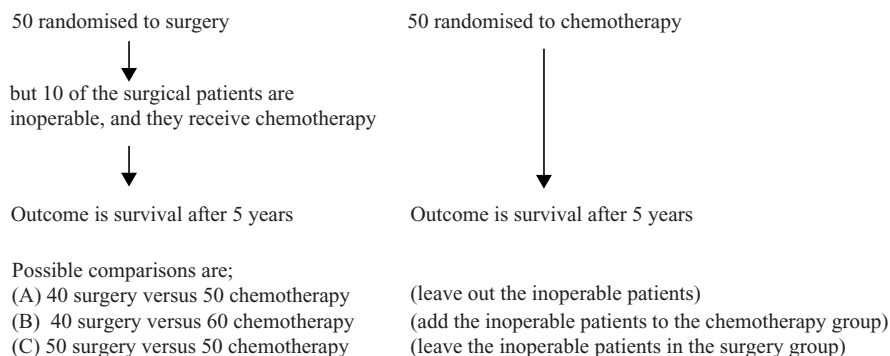 50 randomised to surgery
50 randomised to chemotherapy
but 10 of the surgical patients are
inoperable, and they receive chemotherapy
Outcome is survival after 5 years
Outcome is survival after 5 years
Possible comparisons are;
(A) 40 surgery versus 50 chemotherapy (leave out the inoperable patients)
(B) 40 surgery versus 60 chemotherapy (add the inoperable patients to the chemotherapy group)
(C) 50 surgery versus 50 chemotherapy (leave the inoperable patients in the surgery group)